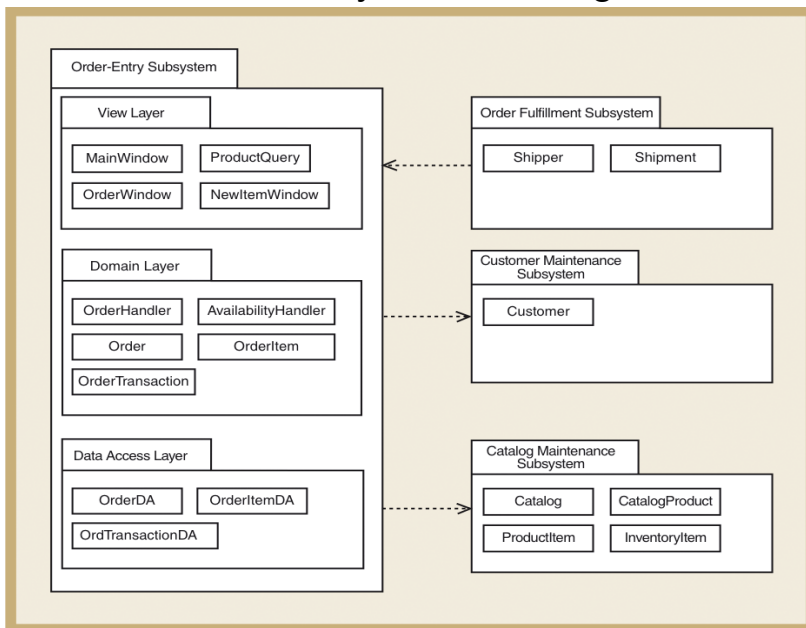 Order-Entry Subsystem
View Layer
MainWindow
ProductQuery
OrderWindow
NewItemWindow
Domain Layer
OrderHandler
AvailabilityHandler
Order
OrderItem
OrderTransaction
Data Access Layer
OrderDA
OrderItemDA
OrdTransactionDA
Order Fulfillment Subsystem
Shipper
Shipment
Customer Maintenance
Subsystem
Customer
Catalog Maintenance
Subsystem
Catalog
CatalogProduct
ProductItem
InventoryItem